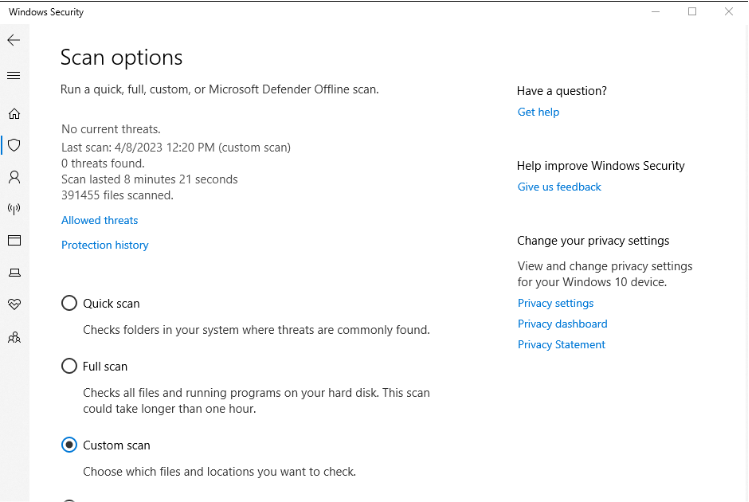 Windows Security
Scan options
Run a quick, full, custom, or Microsoft Defender Offline scan.
No current threats.
Last scan: 4/8/2023 12:20 PM (custom scan)
0 threats found.
Scan lasted 8 minutes 21 seconds
391455 files scanned.
Allowed threats
Protection history
Quick scan
Checks folders in your system where threats are commonly found.
Full scan
Checks all files and running programs on your hard disk. This scan
could take longer than one hour.
Custom scan
Choose which files and locations you want to check.
Have a question?
Get help
Help improve Windows Security
Give us feedback
Change your privacy settings
View and change privacy settings
for your Windows 10 device.
Privacy settings
Privacy dashboard
Privacy Statement